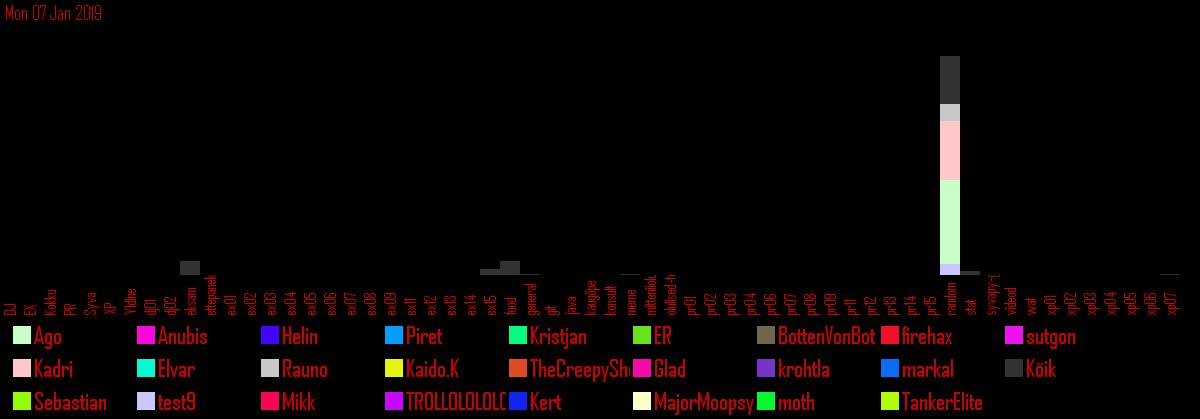 Mon 07 Jan 2019
DJ EX Kokku PR Syva XP Yldine dj01 dj02 eksam ettepanek ex01 ex02 ex03 ex04 ex05 ex06 ex07 ex08 ex09 ex11 ex12 ex13 ex14 ex15 food general git java kaugõpe konsult meme pr01 pr02 pr03 pr04 pr06 pr07 pr08 pr09 pr11 pr12 pr13 pr14 pr15 random stat videod waf xp01 xp02 xp03 xp04 xp05 xp06 xp07
Ago Anubis Helin Piret Kristjan ER BottenVonBot firehax sutgon
Kadri Elvar Rauno Kaido.K TheCreepySh Glad krohtla markal Kõik
Sebastian test9 Mikk TROLLOLOLOLO Kert MajorMoopsy moth TankerElite